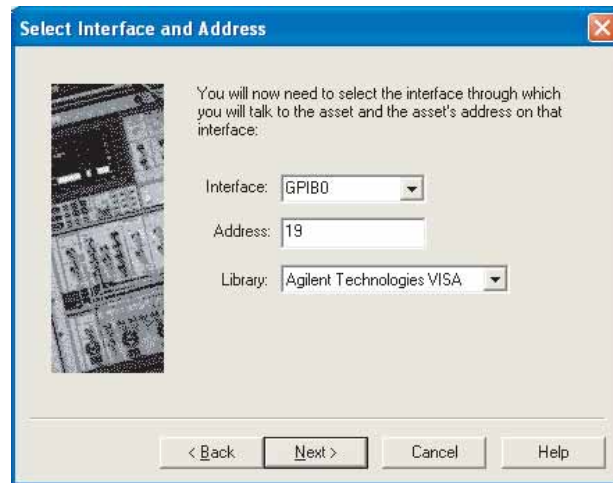 Select Interface and Address
You will now need to select the interface through which
you will talk to the asset and the asset's address on that
interface:
Interface: GPIB0
Address: 19
Library: Agilent Technologies VISA
< Back Next > Cancel Help